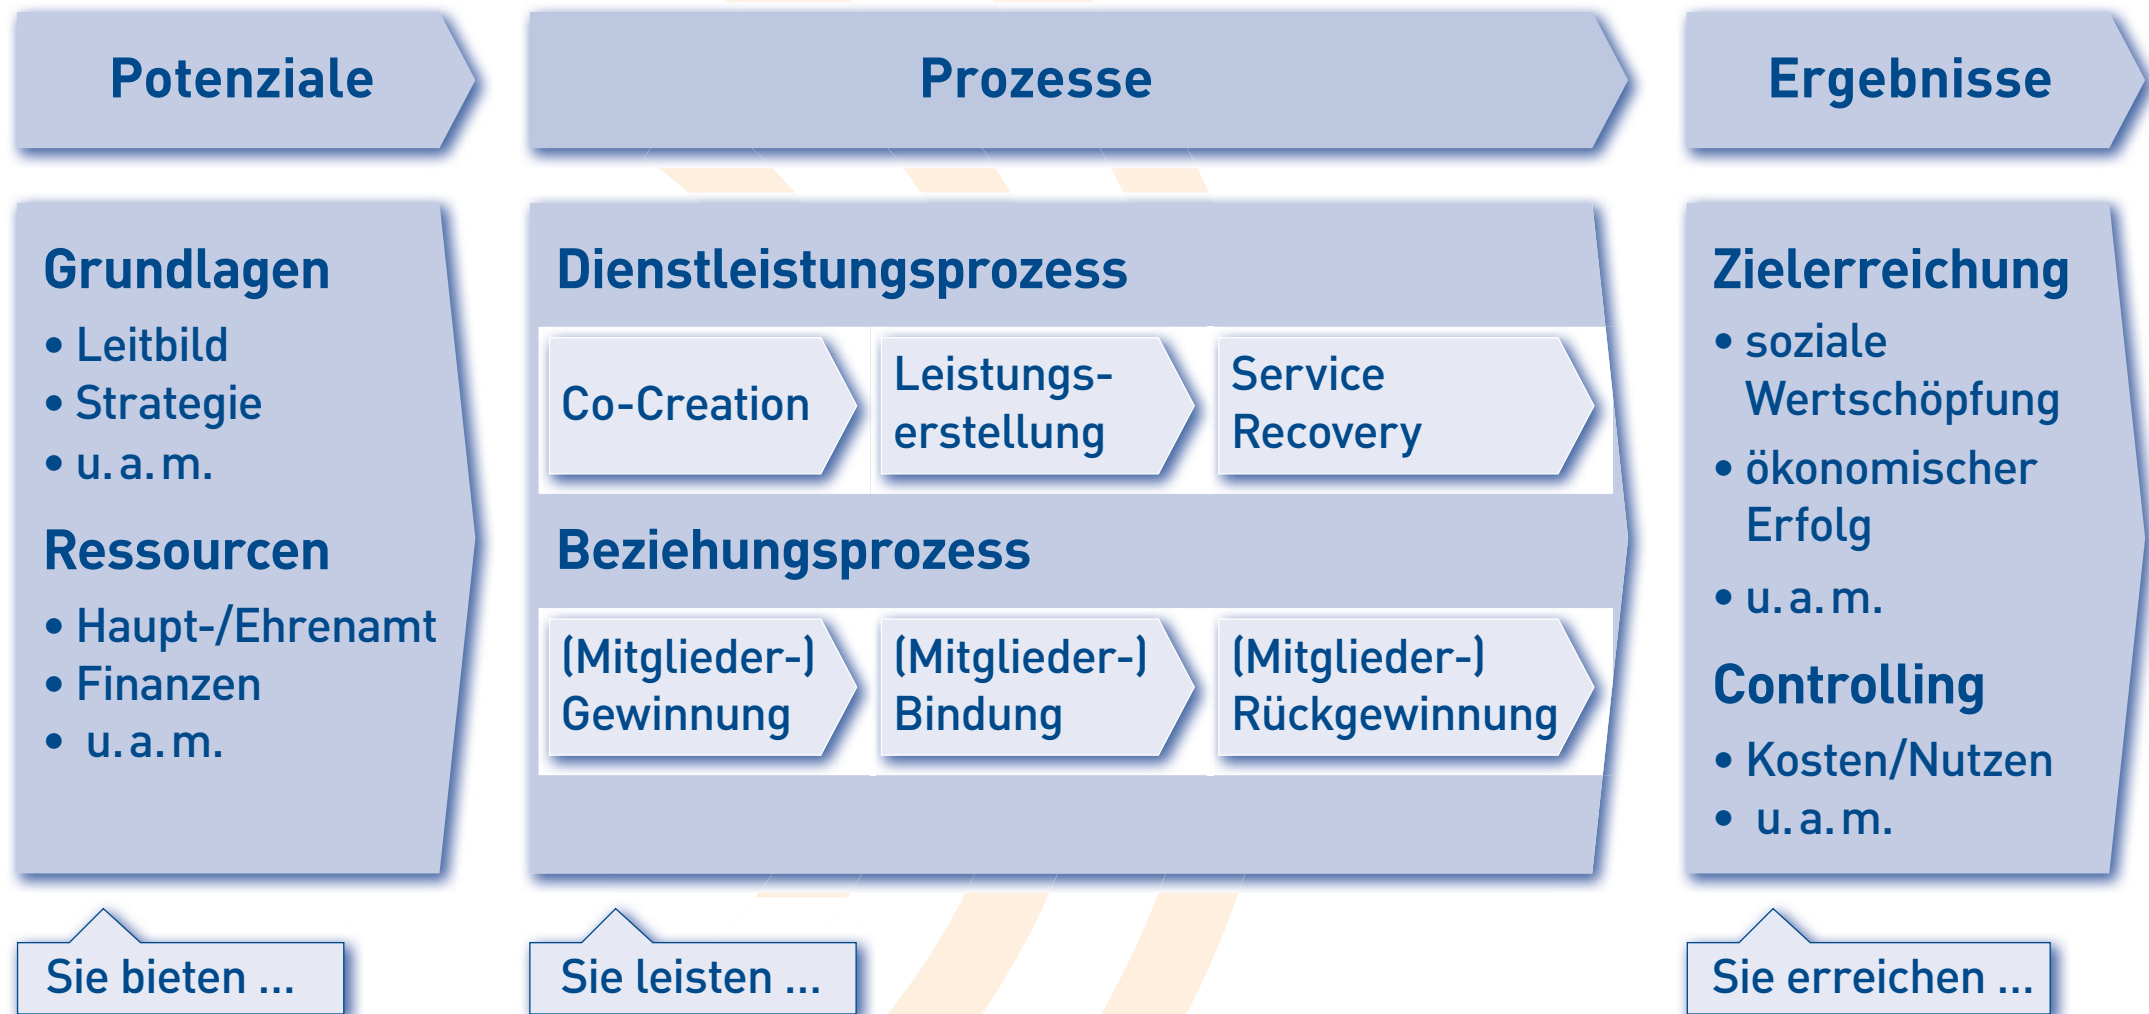 Potenziale
Prozesse
Ergebnisse
Grundlagen
• Leitbild
• Strategie
• u. a. m.
Ressourcen
• Haupt-/Ehrenamt
• Finanzen
• u. a. m.
Dienstleistungsprozess
Co-Creation
Leistungs-
erstellung
Service
Recovery
Beziehungsprozess
(Mitglieder-)
Gewinnung
(Mitglieder-)
Bindung
(Mitglieder-)
Rückgewinnung
Zielerreichung
• soziale
Wertschöpfung
• ökonomischer
Erfolg
• u. a. m.
Controlling
• Kosten/Nutzen
• u. a. m.
Sie bieten ...
Sie leisten ...
Sie erreichen ...